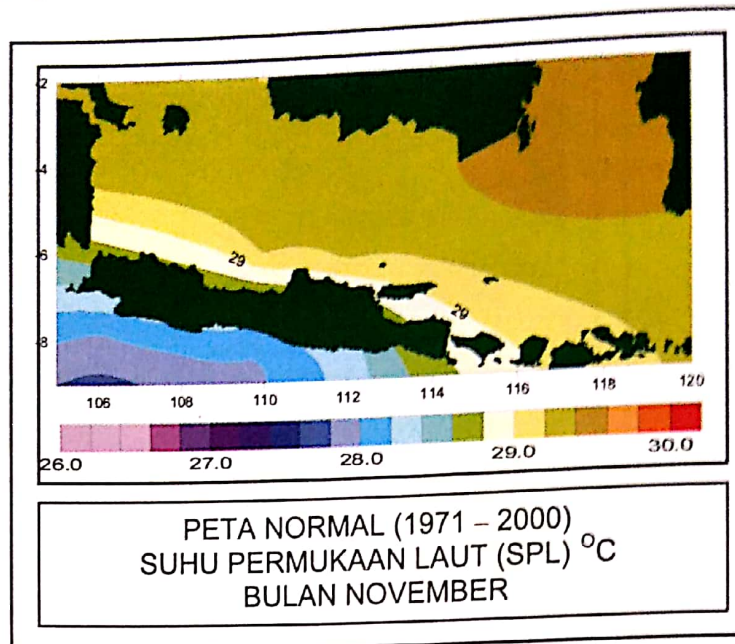 -2
-4
-6
-8
29
29
106 108 110 112 114 116 118 120
26.0 27.0 28.0 29.0 30.0
PETA NORMAL (1971 – 2000)
SUHU PERMUKAAN LAUT (SPL) ⁰C
BULAN NOVEMBER